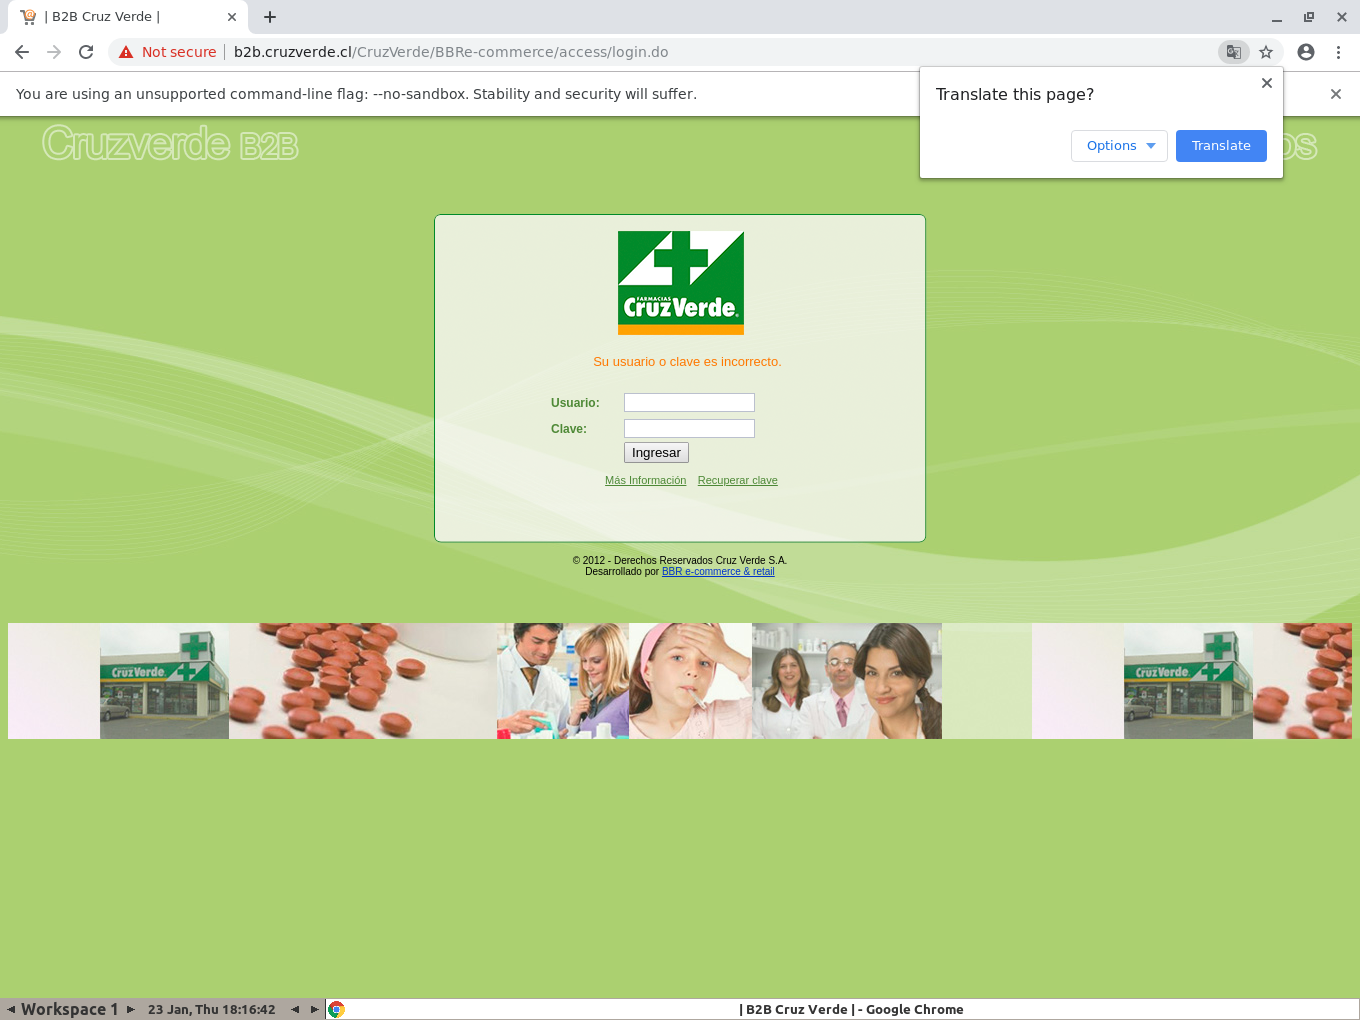 | B2B Cruz Verde |
Not secure
b2b.cruzverde.cl/CruzVerde/BBRe-commerce/access/login.do
You are using an unsupported command-line flag: --no-sandbox. Stability and security will suffer.
Translate this page?
Options
Translate
Cruzverde B2B
FARMACIAS
CruzVerde
Su usuario o clave es incorrecto.
Usuario:
Clave:
Ingresar
Más Información Recuperar clave
© 2012 - Derechos Reservados Cruz Verde S.A.
Desarrollado por BBR e-commerce & retail
CruzVerde
CruzVerde
Workspace 1
23 Jan, Thu 18:16:42
| B2B Cruz Verde | - Google Chrome